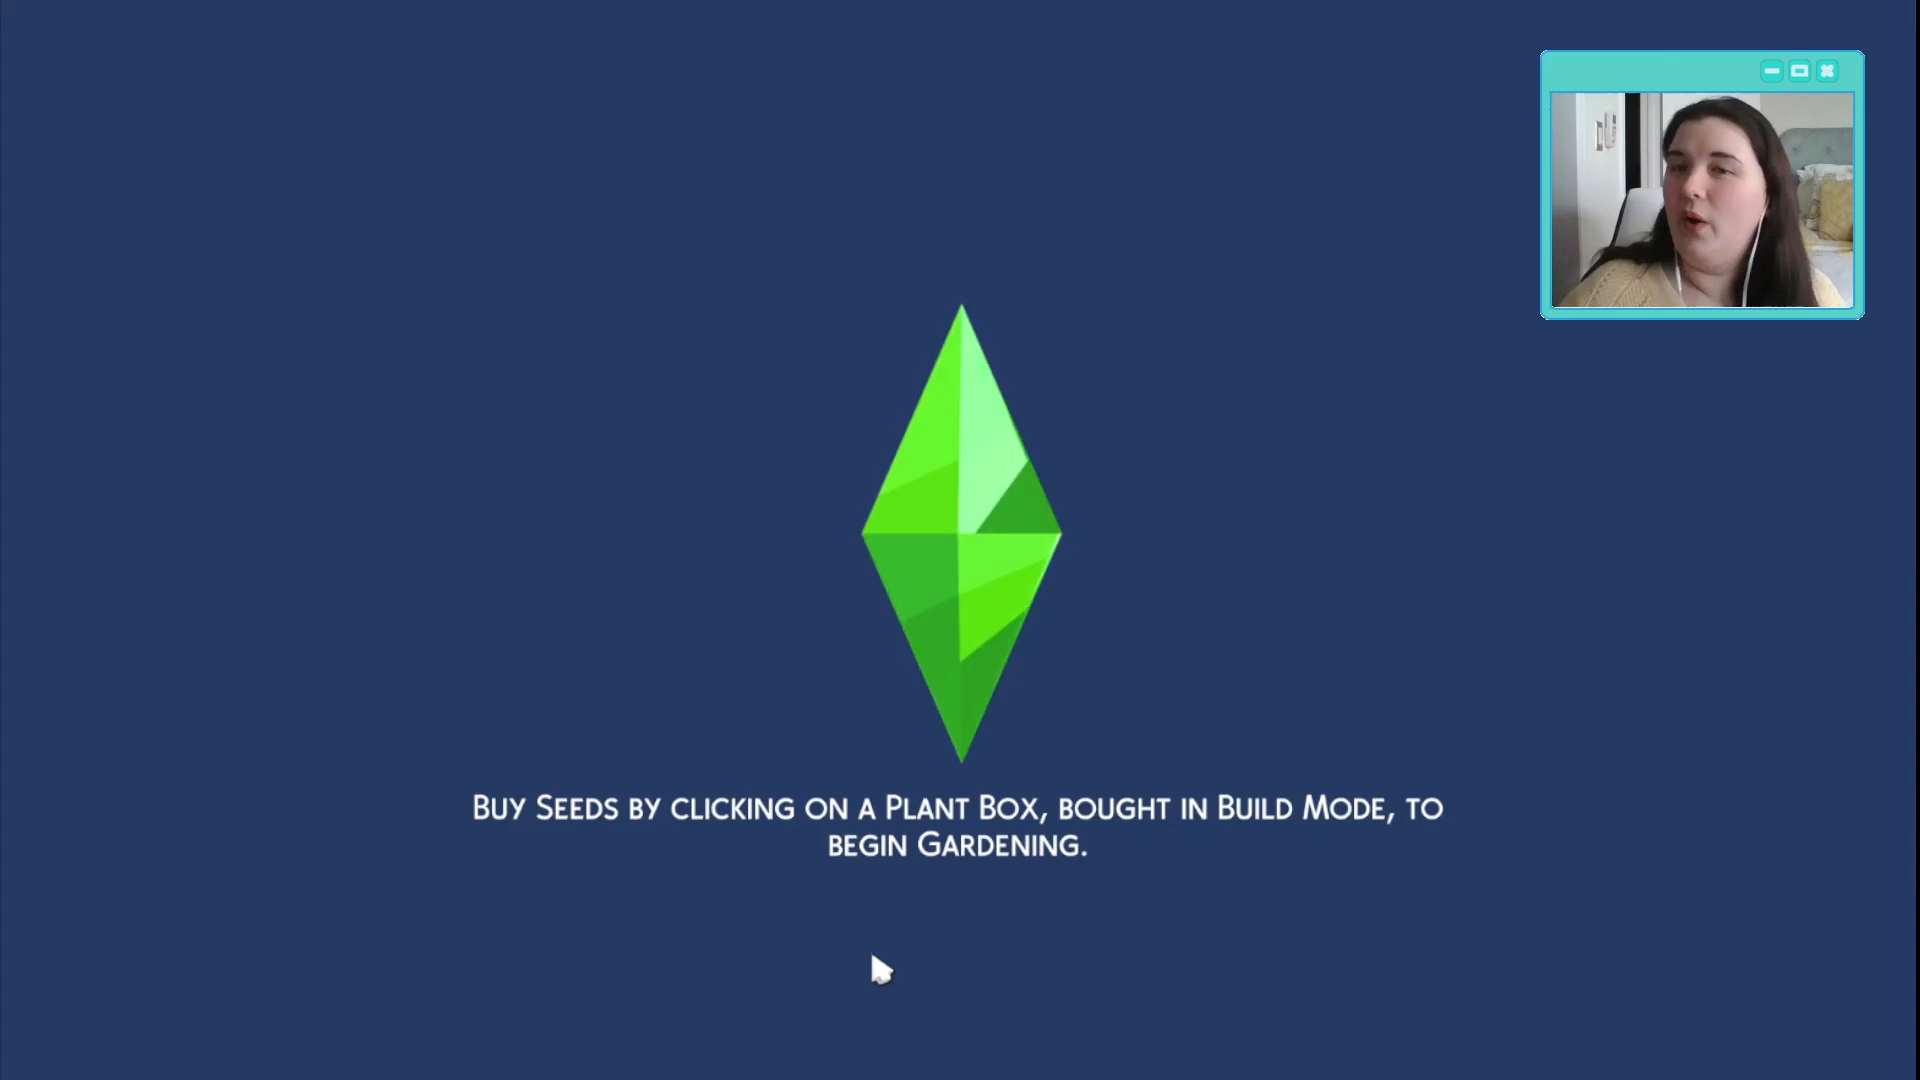 Buy Seeds by clicking on a Plant Box, bought in Build Mode, to
begin Gardening.